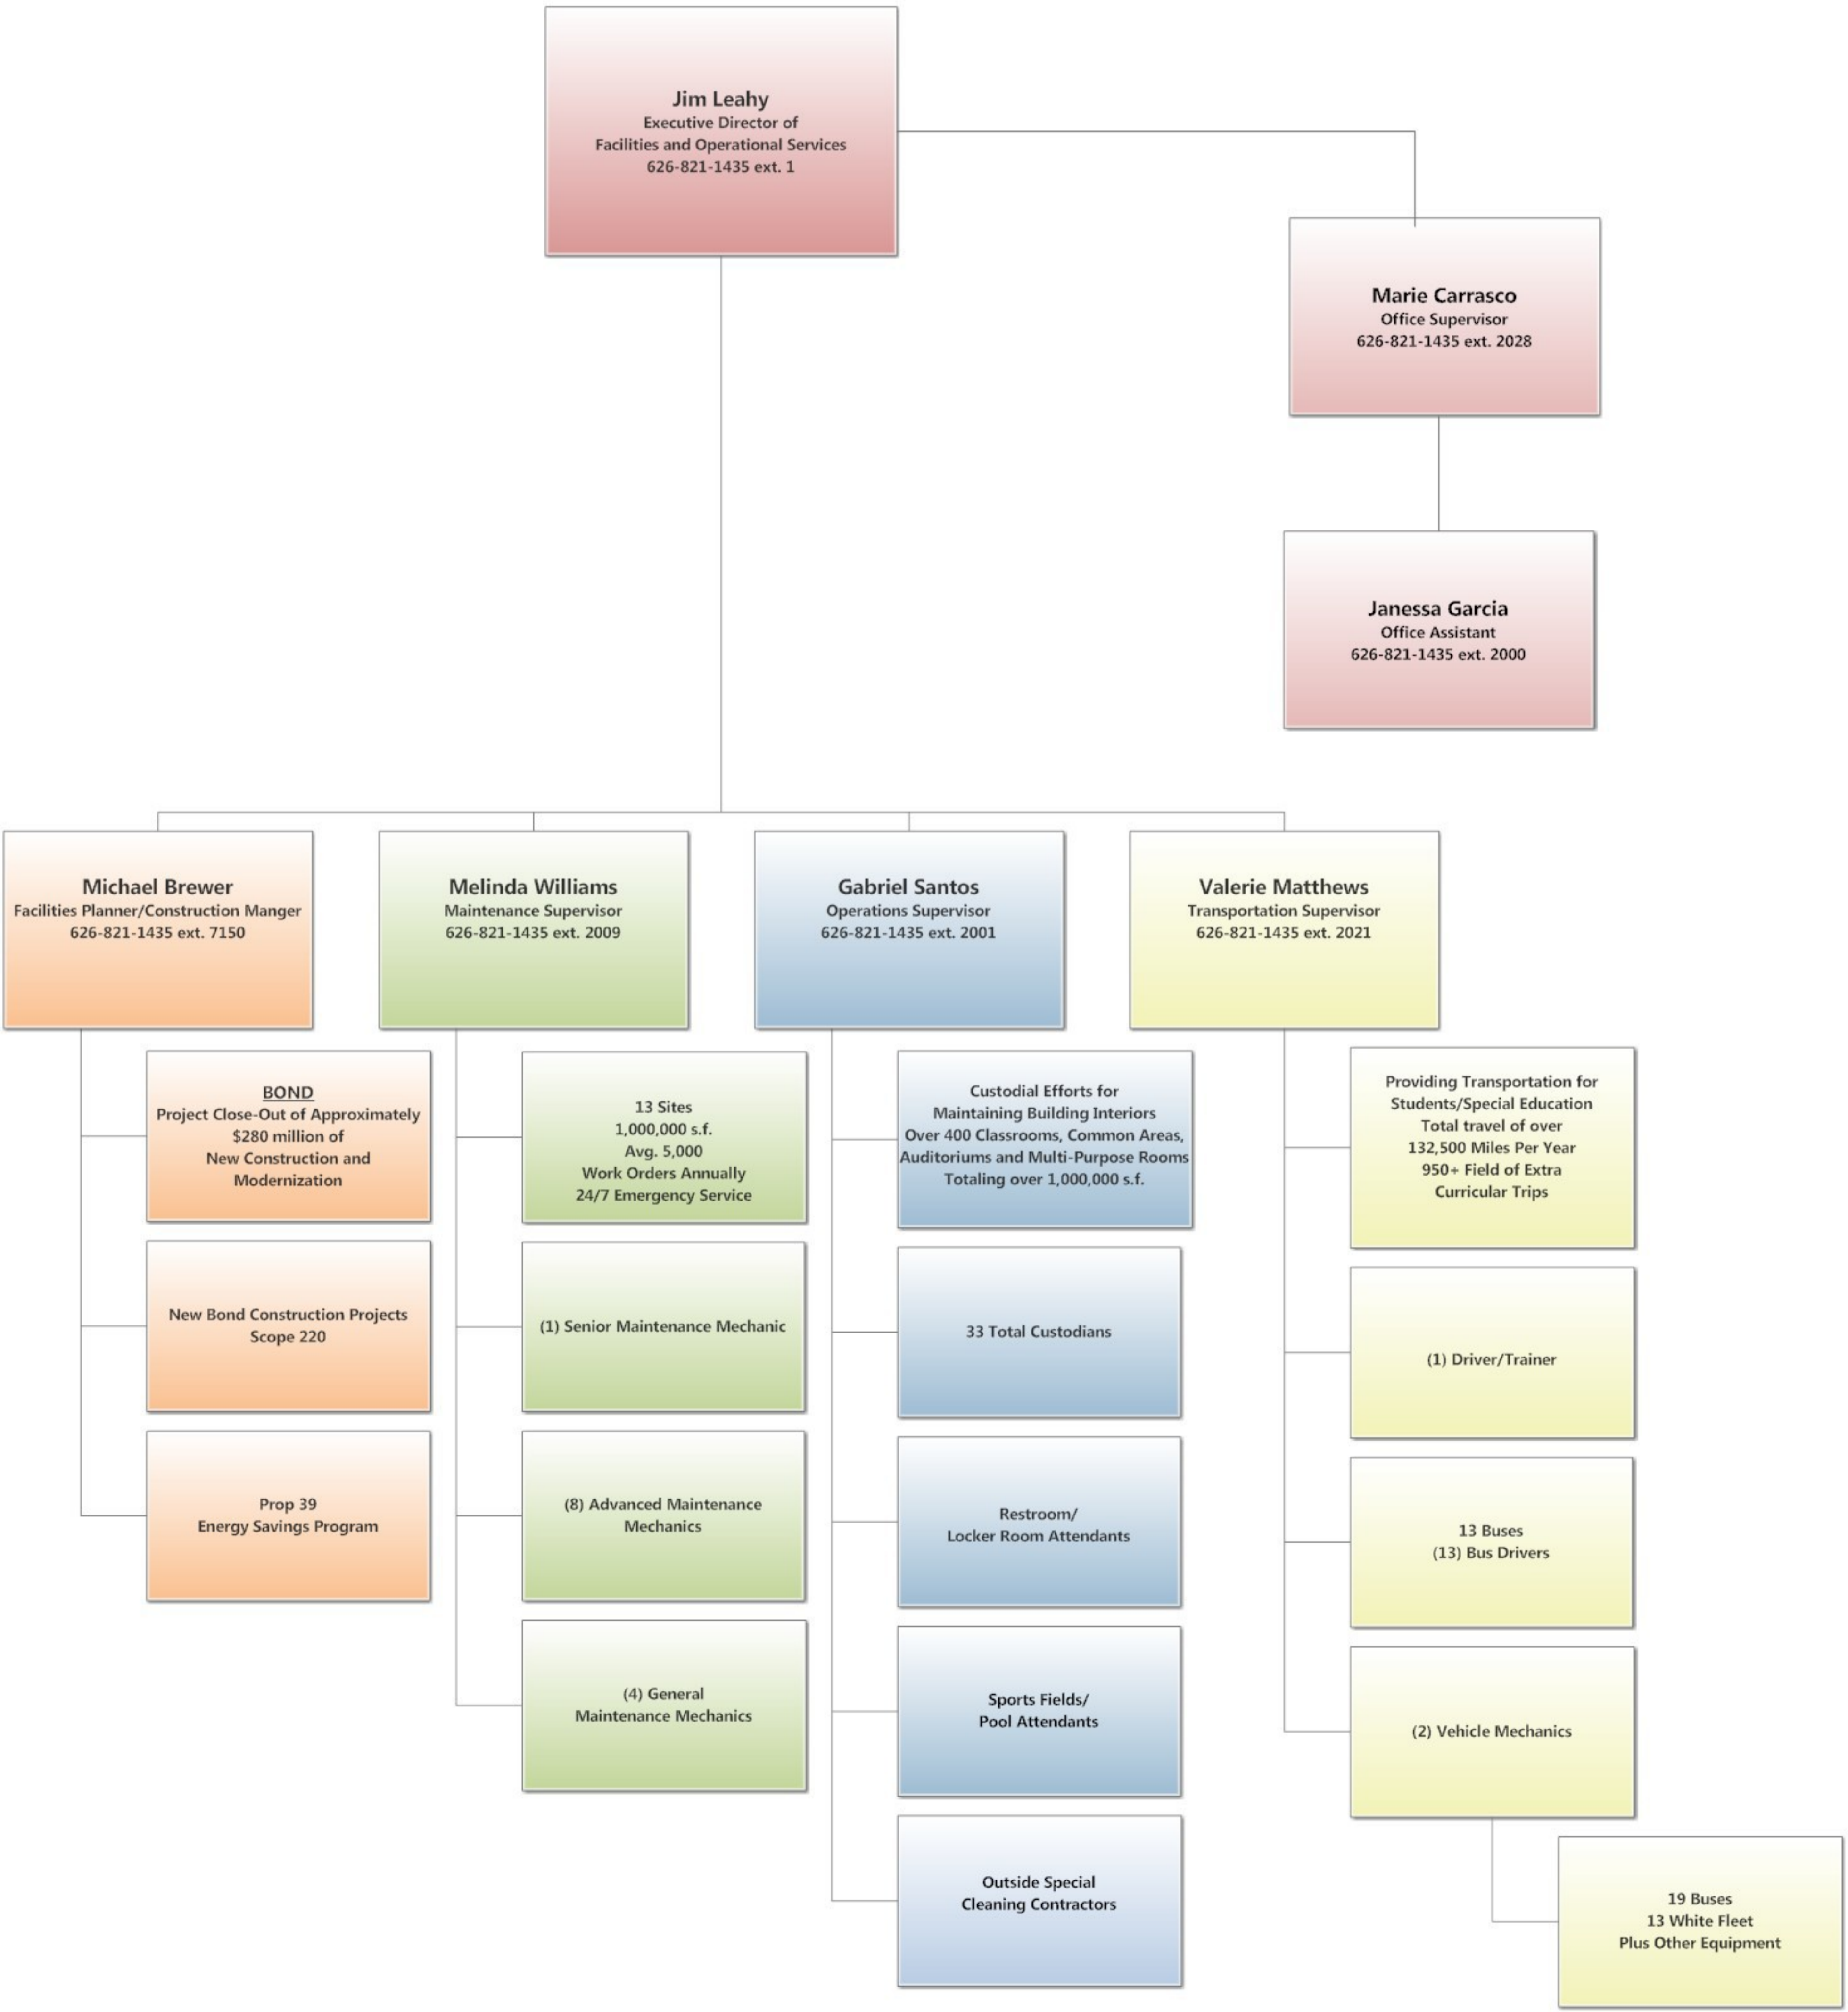 Jim Leahy
Executive Director of
Facilities and Operational Services
626-821-1435 ext. 1
Marie Carrasco
Office Supervisor
626-821-1435 ext. 2028
Janessa Garcia
Office Assistant
626-821-1435 ext. 2000
Michael Brewer
Facilities Planner/Construction Manger
626-821-1435 ext. 7150
BOND
Project Close-Out of Approximately
$280 million of
New Construction and
Modernization
New Bond Construction Projects
Scope 220
Prop 39
Energy Savings Program
Melinda Williams
Maintenance Supervisor
626-821-1435 ext. 2009
13 Sites
1,000,000 s.f.
Avg. 5,000
Work Orders Annually
24/7 Emergency Service
(1) Senior Maintenance Mechanic
(8) Advanced Maintenance
Mechanics
(4) General
Maintenance Mechanics
Gabriel Santos
Operations Supervisor
626-821-1435 ext. 2001
Custodial Efforts for
Maintaining Building Interiors
Over 400 Classrooms, Common Areas,
Auditoriums and Multi-Purpose Rooms
Totaling over 1,000,000 s.f.
33 Total Custodians
Restroom/
Locker Room Attendants
Sports Fields/
Pool Attendants
Outside Special
Cleaning Contractors
Valerie Matthews
Transportation Supervisor
626-821-1435 ext. 2021
Providing Transportation for
Students/Special Education
Total travel of over
132,500 Miles Per Year
950+ Field of Extra
Curricular Trips
(1) Driver/Trainer
13 Buses
(13) Bus Drivers
(2) Vehicle Mechanics
19 Buses
13 White Fleet
Plus Other Equipment